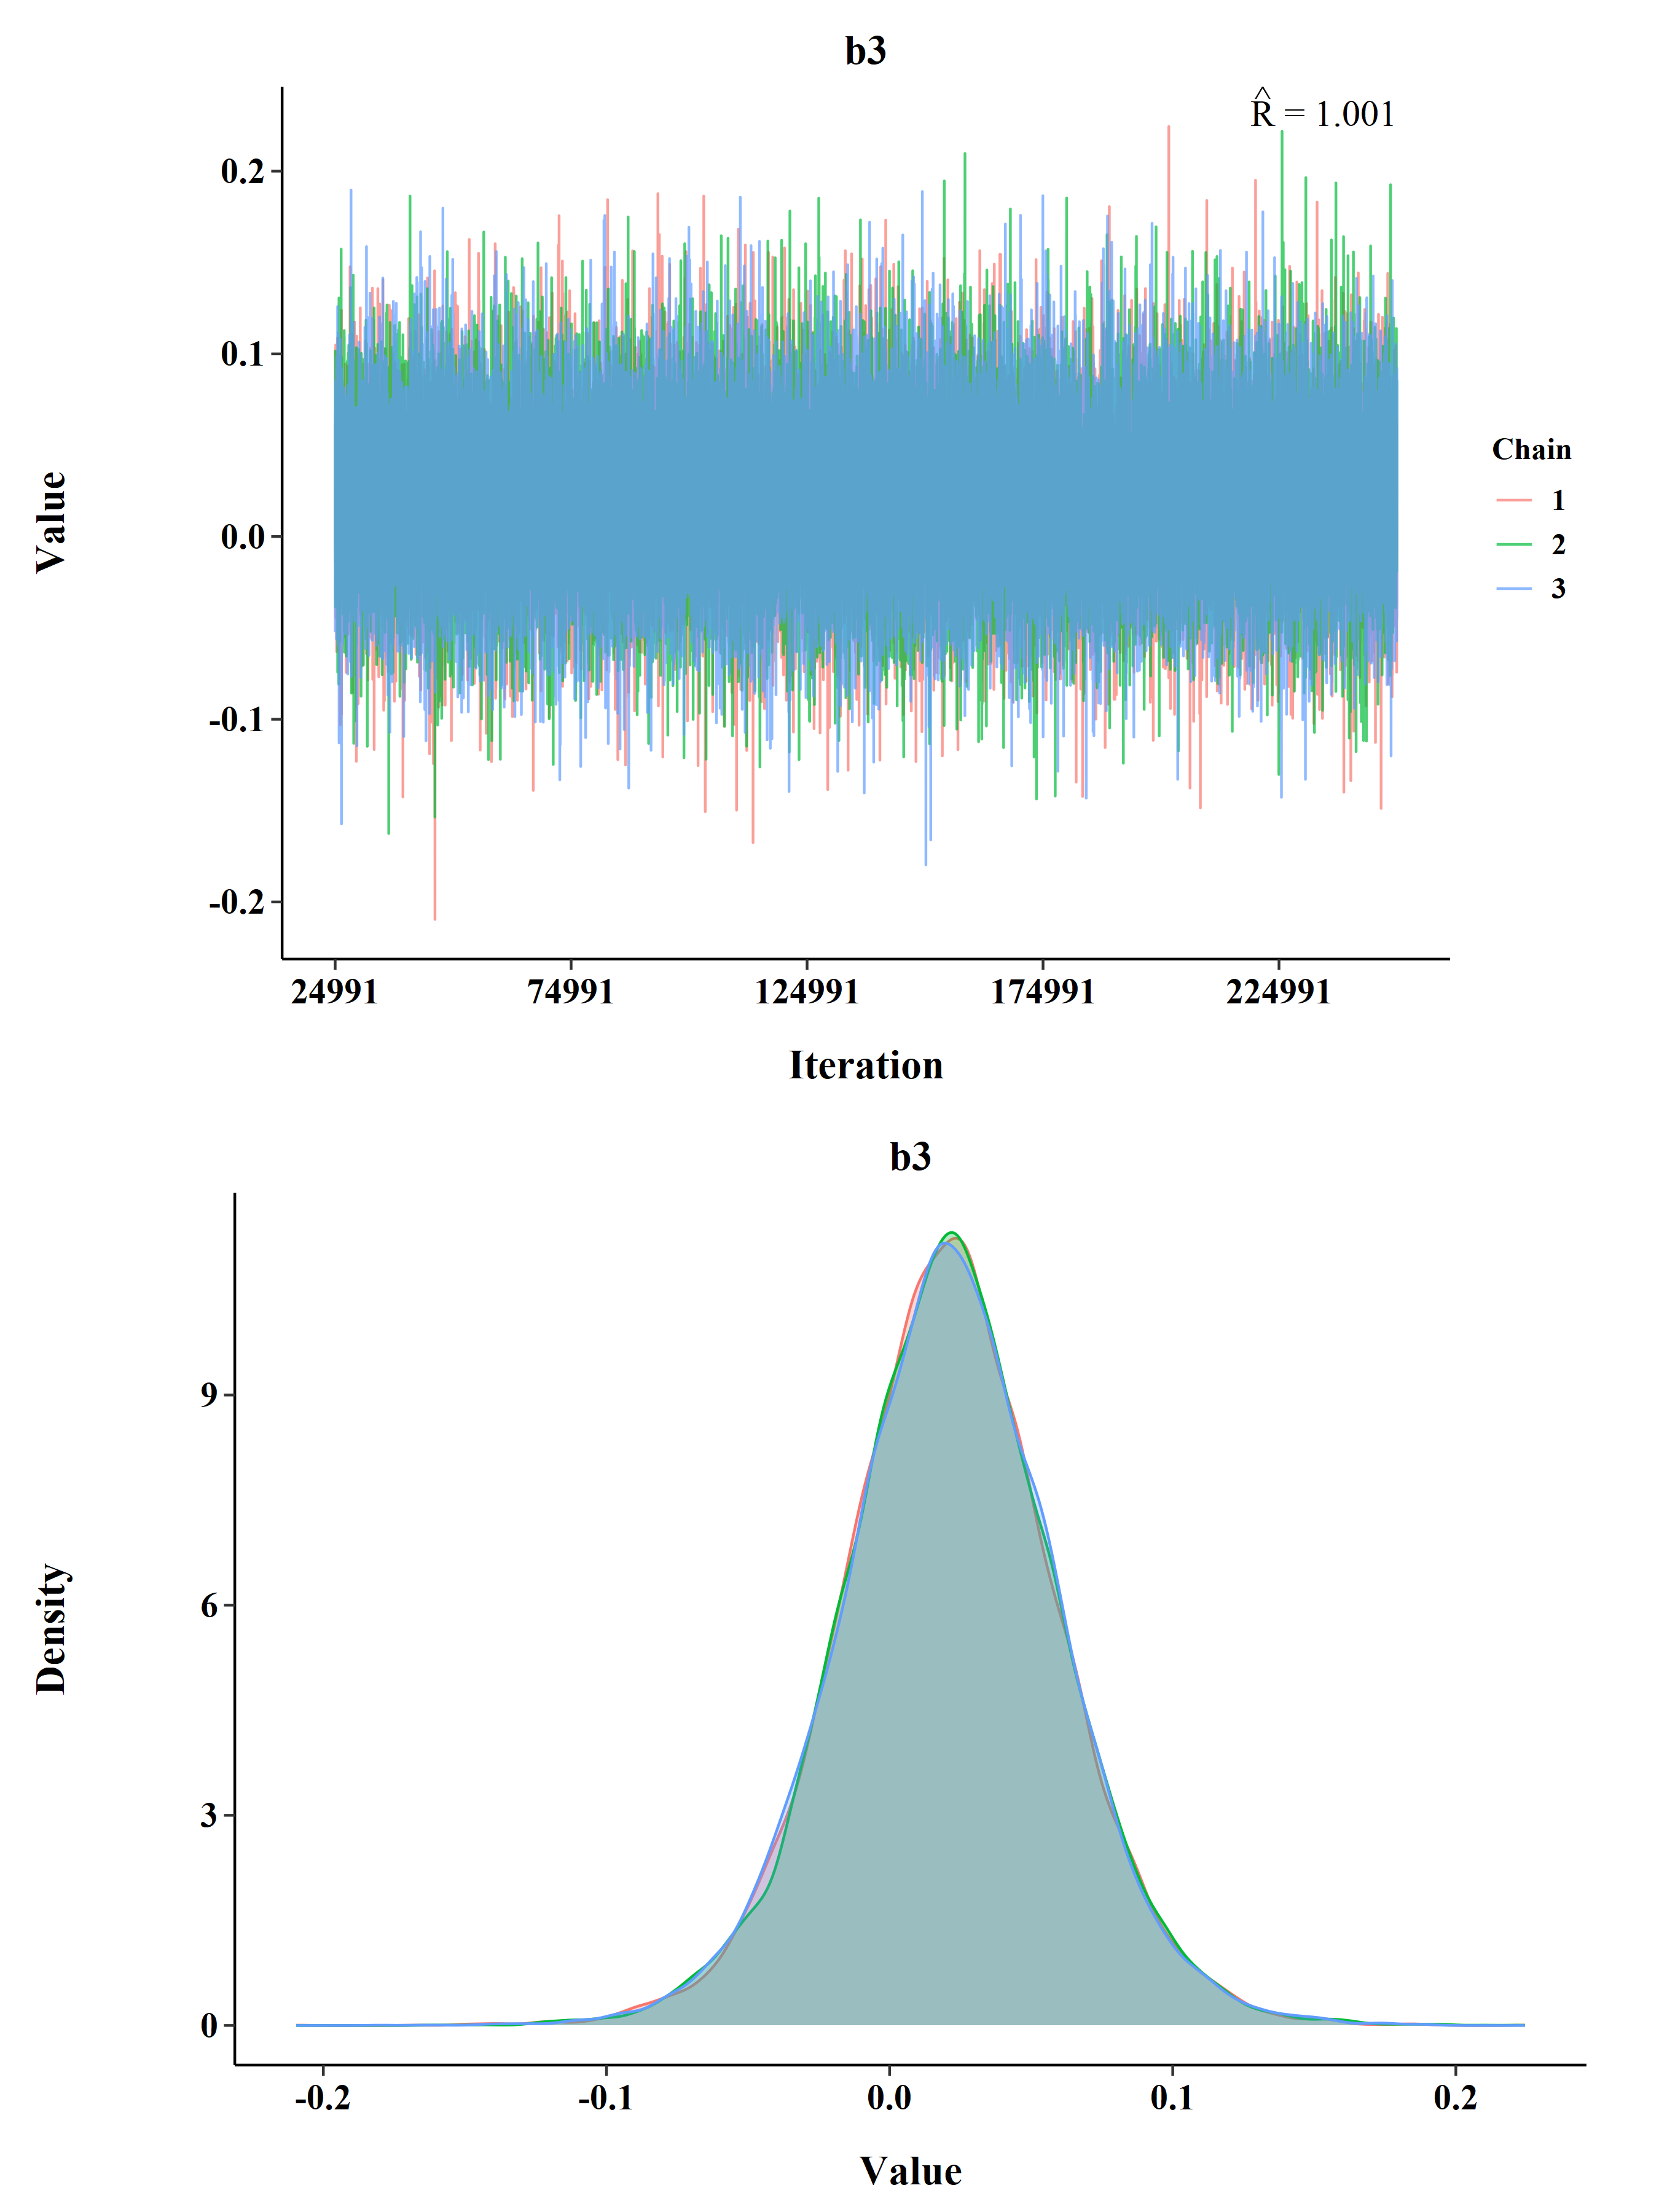 b3
R̂ = 1.001
0.2
0.1
0.0
-0.1
-0.2
Value
24991 74991 124991 174991 224991
Iteration
Chain
1
2
3
b3
9
6
3
0
Density
-0.2 -0.1 0.0 0.1 0.2
Value